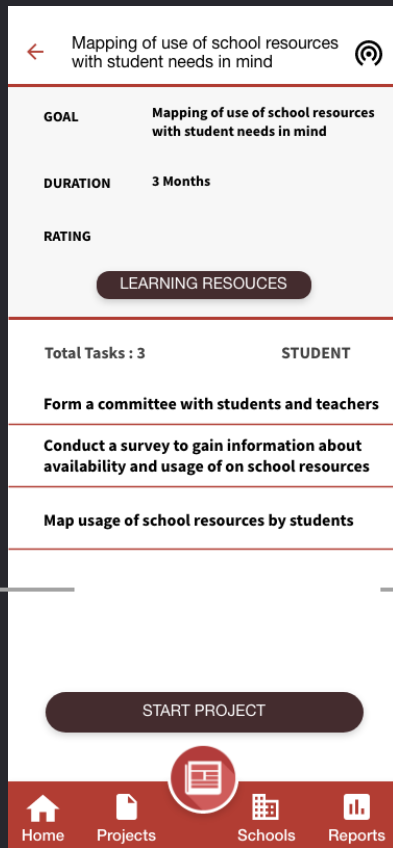 Mapping of use of school resources
with student needs in mind
GOAL
Mapping of use of school resources
with student needs in mind
DURATION
3 Months
RATING
LEARNING RESOUCES
Total Tasks : 3
STUDENT
Form a committee with students and teachers
Conduct a survey to gain information about
availability and usage of on school resources
Map usage of school resources by students
START PROJECT
Home
Projects
Schools
Reports